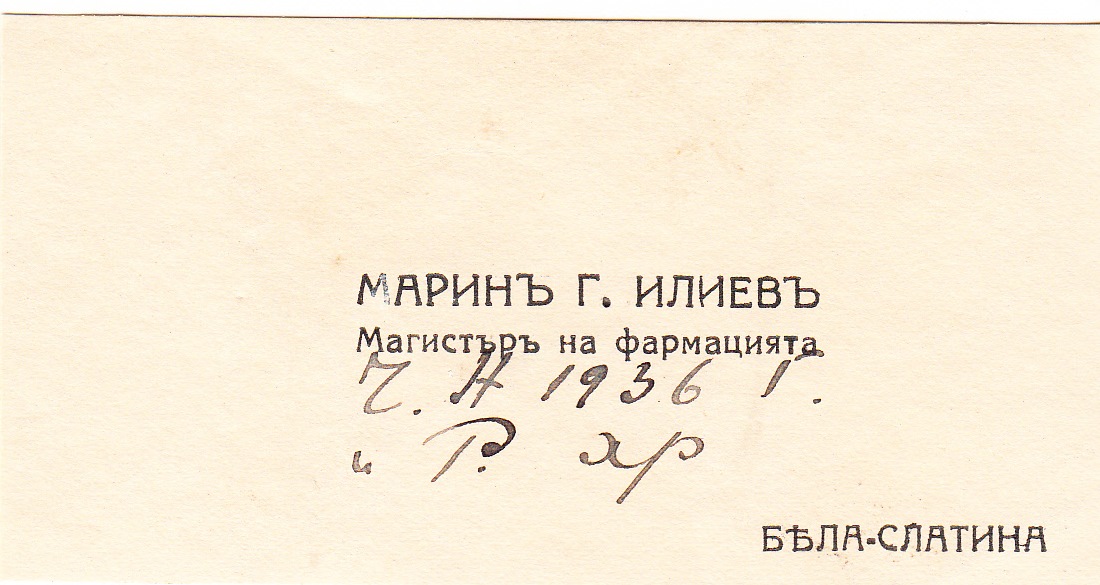 МАРИНЪ Г. ИЛИЕВЪ
Магистъръ на фармацията
Ч. Н 1936 Г.
и Р. хр
БѢЛА-СЛАТИНА